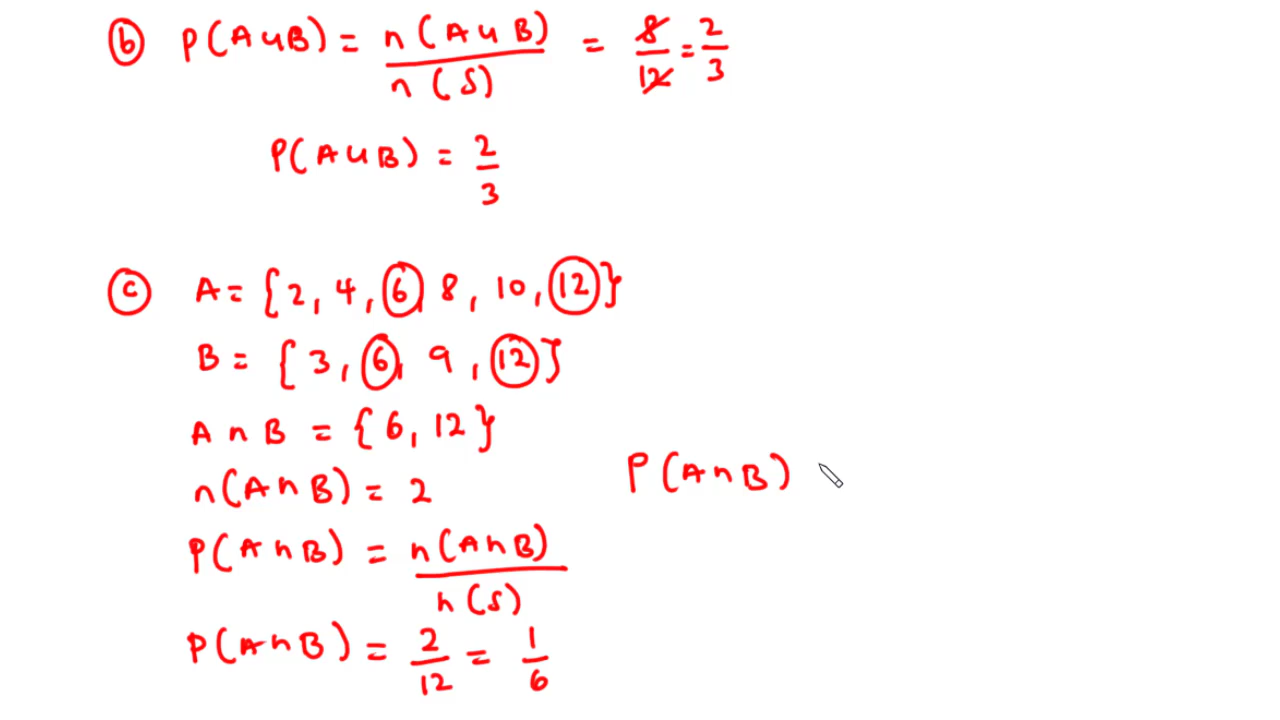 (b) P(A∪B) = n(A∪B)/n(S) = 8/12 = 2/3
P(A∪B) = 2/3
(c) A = {2, 4, 6, 8, 10, 12}
B = {3, 6, 9, 12}
A∩B = {6, 12}
n(A∩B) = 2
P(A∩B)
P(A∩B) = n(A∩B)/n(S)
P(A∩B) = 2/12 = 1/6